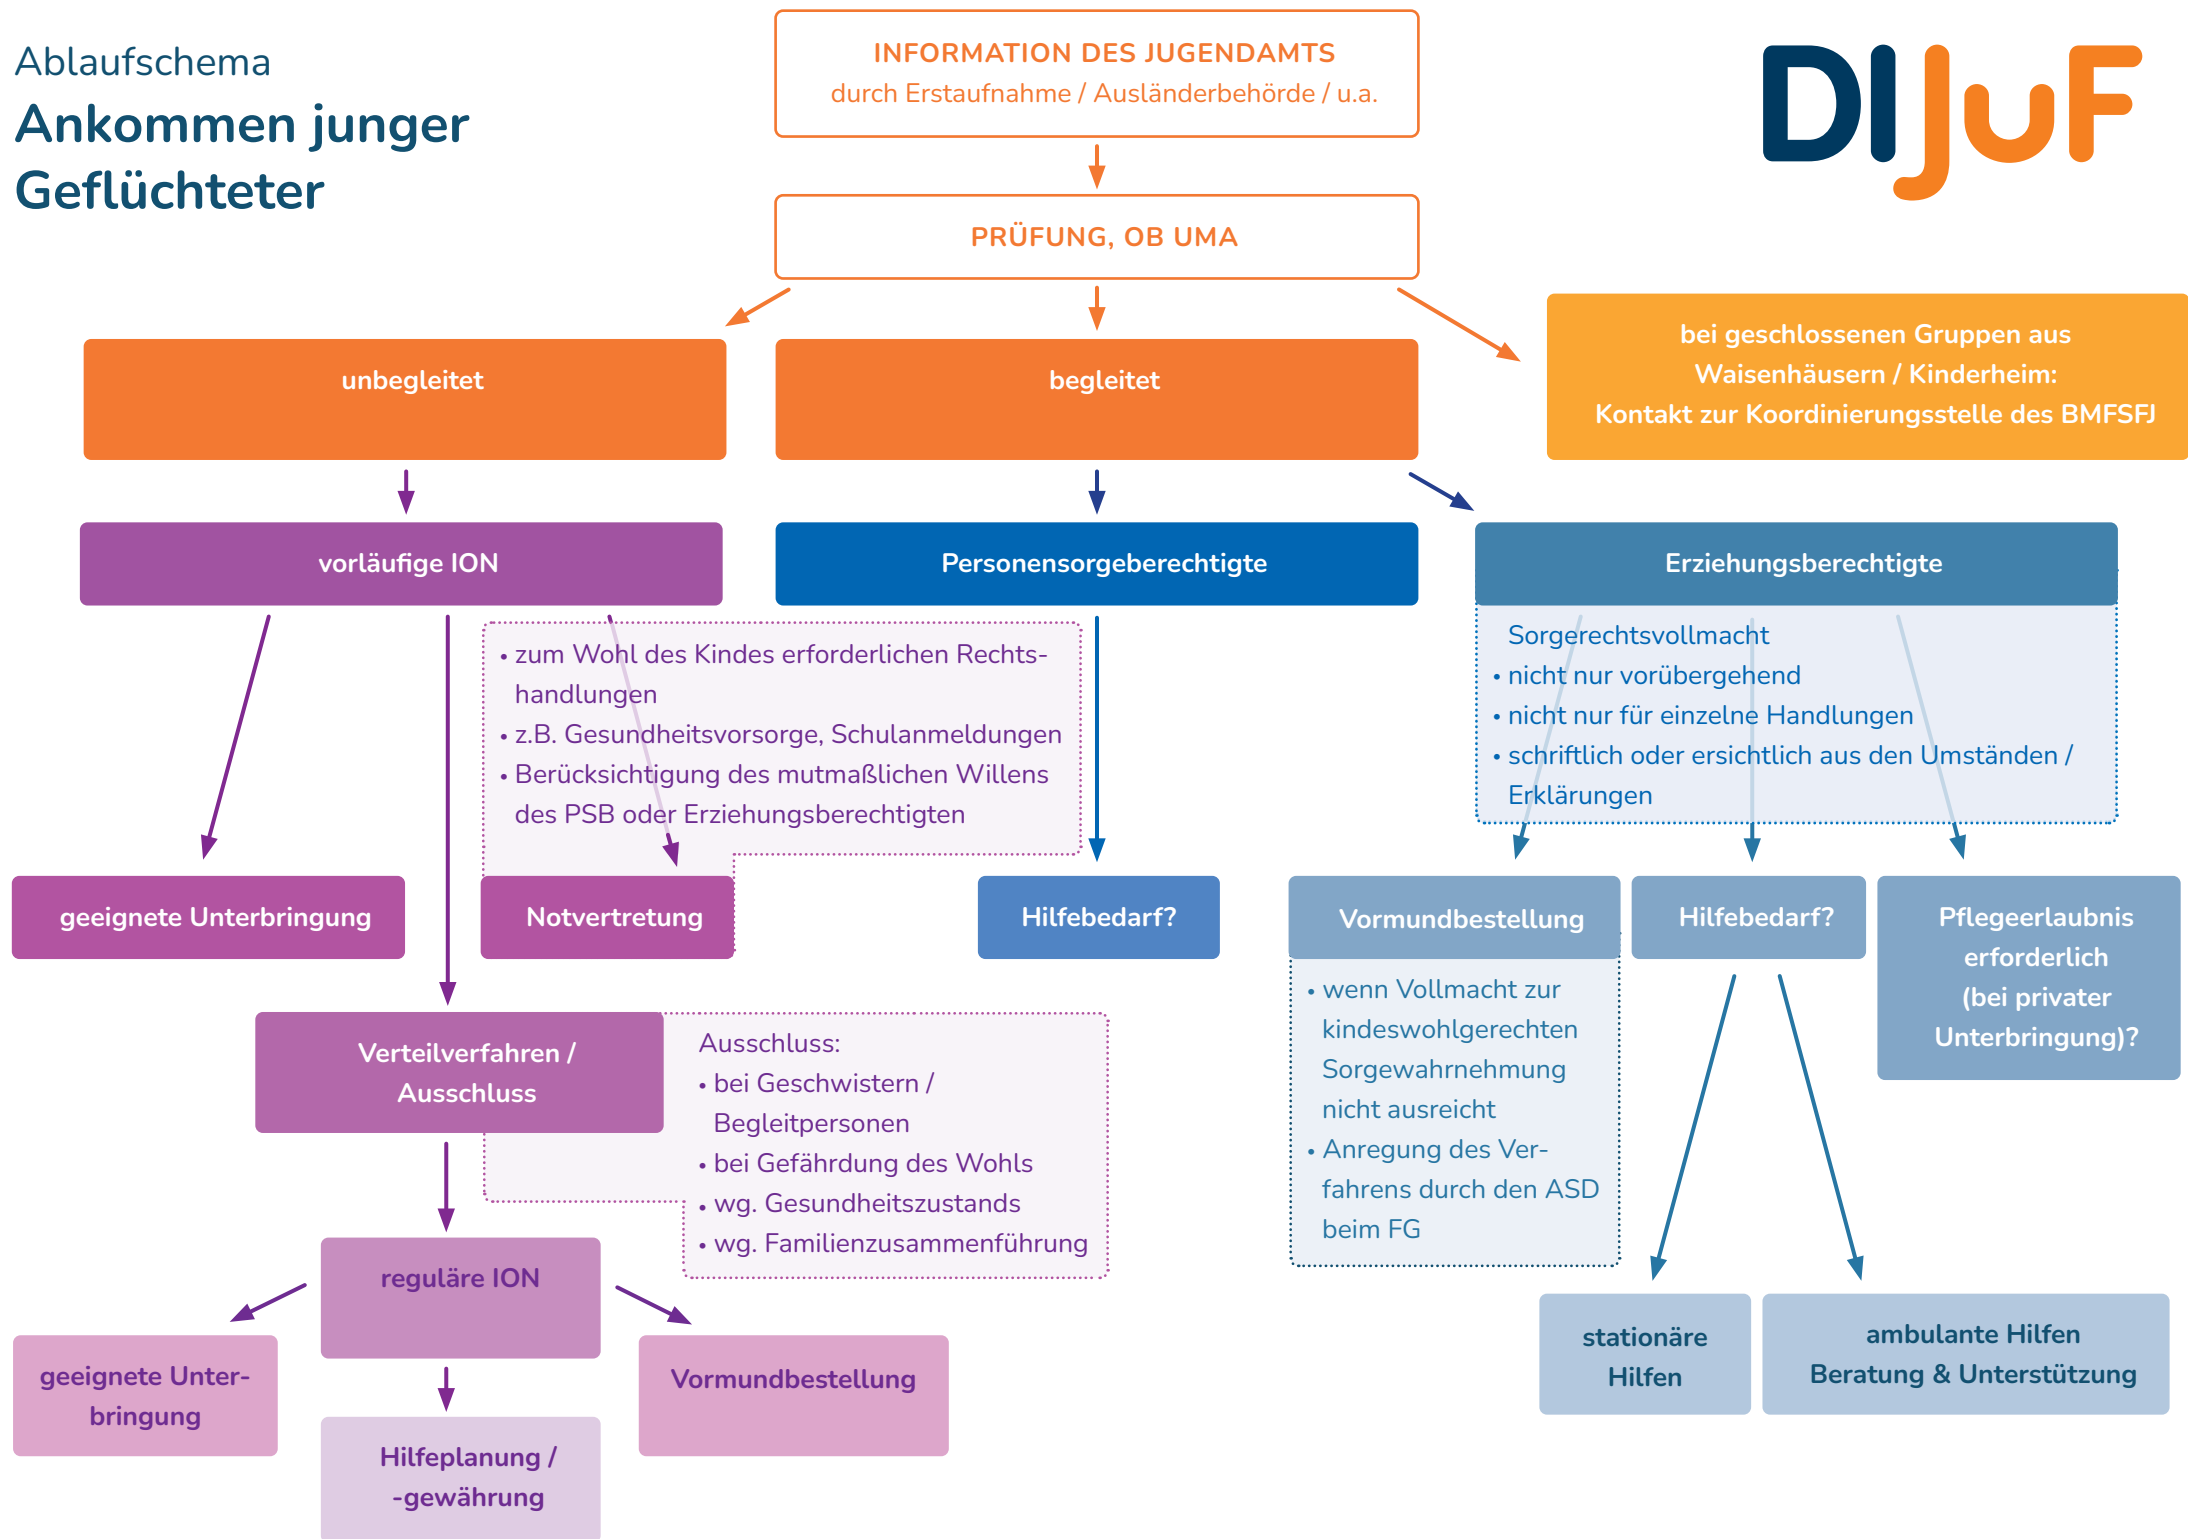 Ablaufschema
Ankommen junger
Geflüchteter
INFORMATION DES JUGENDAMTS
durch Erstaufnahme / Ausländerbehörde / u.a.
DIJuF
PRÜFUNG, OB UMA
unbegleitet
begleitet
bei geschlossenen Gruppen aus
Waisenhäusern / Kinderheim:
Kontakt zur Koordinierungsstelle des BMFSFJ
vorläufige ION
Personensorgeberechtigte
Erziehungsberechtigte
• zum Wohl des Kindes erforderlichen Rechts-
handlungen
• z.B. Gesundheitsvorsorge, Schulanmeldungen
• Berücksichtigung des mutmaßlichen Willens
des PSB oder Erziehungsberechtigten
Sorgerechtsvollmacht
• nicht nur vorübergehend
• nicht nur für einzelne Handlungen
• schriftlich oder ersichtlich aus den Umständen /
Erklärungen
geeignete Unterbringung
Notvertretung
Hilfebedarf?
Vormundbestellung
Hilfebedarf?
Pflegeerlaubnis
erforderlich
(bei privater
Unterbringung)?
• wenn Vollmacht zur
kindeswohlgerechten
Sorgewahrnehmung
nicht ausreicht
• Anregung des Ver-
fahrens durch den ASD
beim FG
Verteilverfahren /
Ausschluss
Ausschluss:
• bei Geschwistern /
Begleitpersonen
• bei Gefährdung des Wohls
• wg. Gesundheitszustands
• wg. Familienzusammenführung
reguläre ION
geeignete Unter-
bringung
Vormundbestellung
Hilfeplanung /
-gewährung
stationäre
Hilfen
ambulante Hilfen
Beratung & Unterstützung